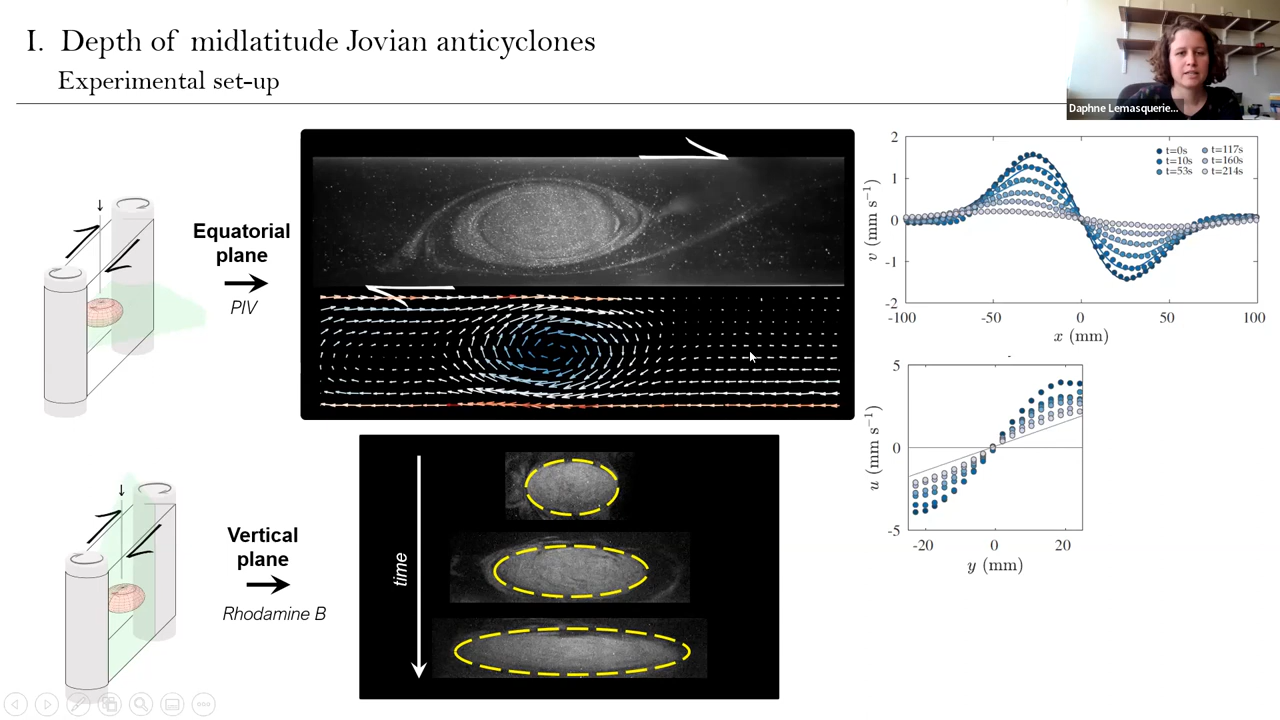 I. Depth of midlatitude Jovian anticyclones
Experimental set-up
Daphne Lemasquerie...
Equatorial
plane
PIV
2
1
0
-1
-2
v (mm s⁻¹)
-100
-50
0
50
100
x (mm)
t=0s
t=10s
t=53s
t=117s
t=160s
t=214s
Vertical
plane
Rhodamine B
time
5
0
-5
u (mm s⁻¹)
-20
0
20
y (mm)